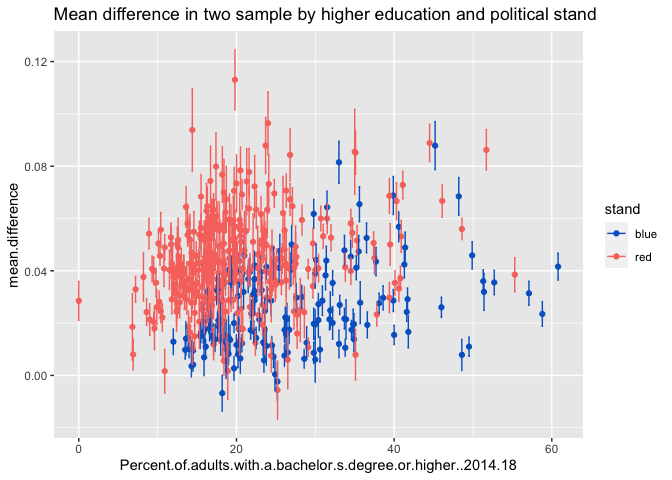 Mean difference in two sample by higher education and political stand
0.12
0.08
0.04
0.00
mean.difference
0
20
40
60
Percent.of.adults.with.a.bachelor.s.degree.or.higher..2014.18
stand
blue
red